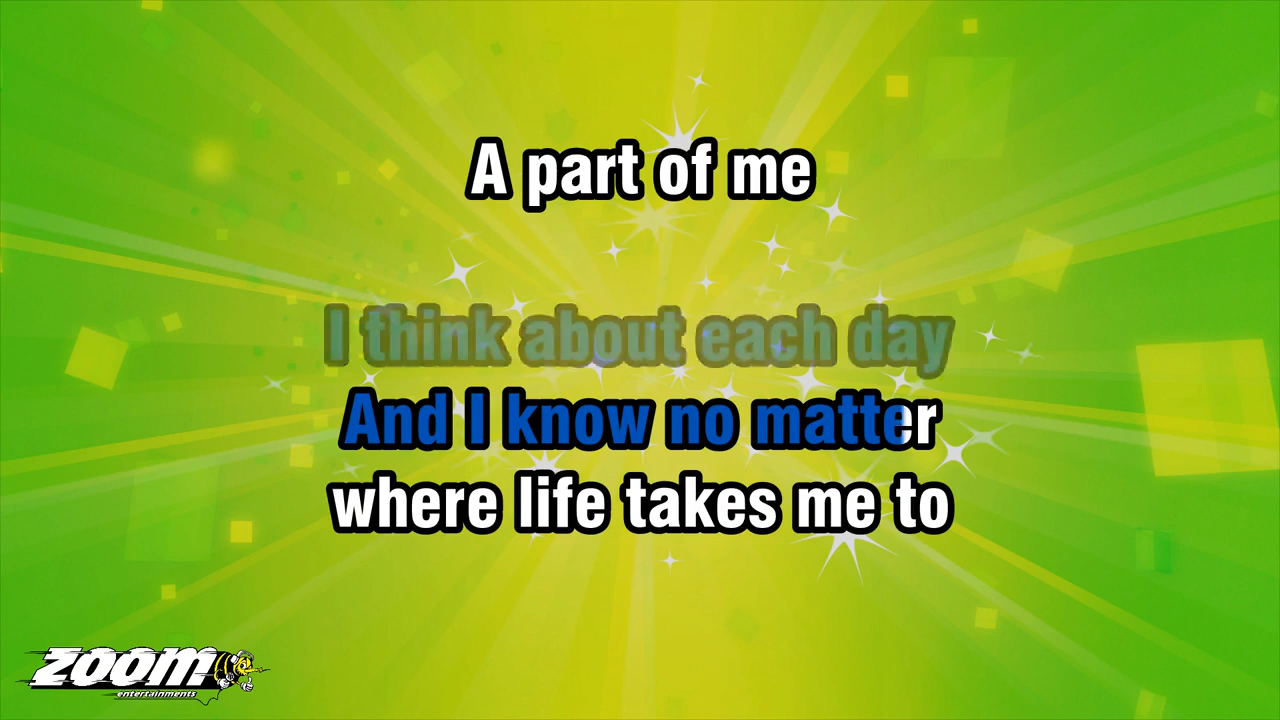 A part of me
I think about each day
And I know no matter
where life takes me to
ZOOM
entertainments